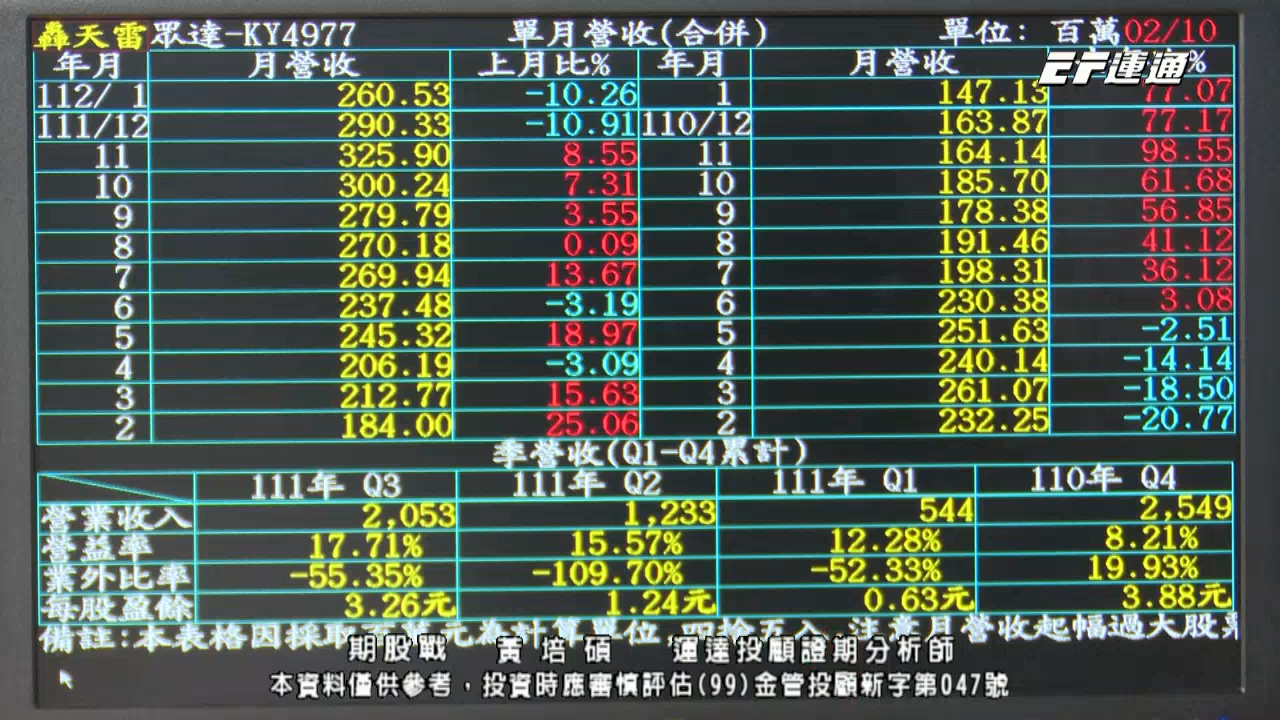 轟天雷 眾達-KY4977 單月營收(合併) 單位: 百萬 02/10
年月 月營收 上月比% 年月 月營收 %
EF運通
112/ 1 260.53 -10.26 1 147.13 77.07
111/12 290.33 -10.91 110/12 163.87 77.17
11 325.90 8.55 11 164.14 98.55
10 300.24 7.31 10 185.70 61.68
9 279.79 3.55 9 178.38 56.85
8 270.18 0.09 8 191.46 41.12
7 269.94 13.67 7 198.31 36.12
6 237.48 -3.19 6 230.38 3.08
5 245.32 18.97 5 251.63 -2.51
4 206.19 -3.09 4 240.14 -14.14
3 212.77 15.63 3 261.07 -18.50
2 184.00 25.06 2 232.25 -20.77
季營收(Q1-Q4累計)
111年 Q3 111年 Q2 111年 Q1 110年 Q4
營業收入 2,053 1,233 544 2,549
營益率 17.71% 15.57% 12.28% 8.21%
業外比率 -55.35% -109.70% -52.33% 19.93%
每股盈餘 3.26元 1.24元 0.63元 3.88元
備註:本表格因採取百萬元為計算單位,四捨五入,注意月營收起幅過大股票
期股戰 黃培碩 運達投顧證期分析師
本資料僅供參考,投資時應審慎評估(99)金管投顧新字第047號